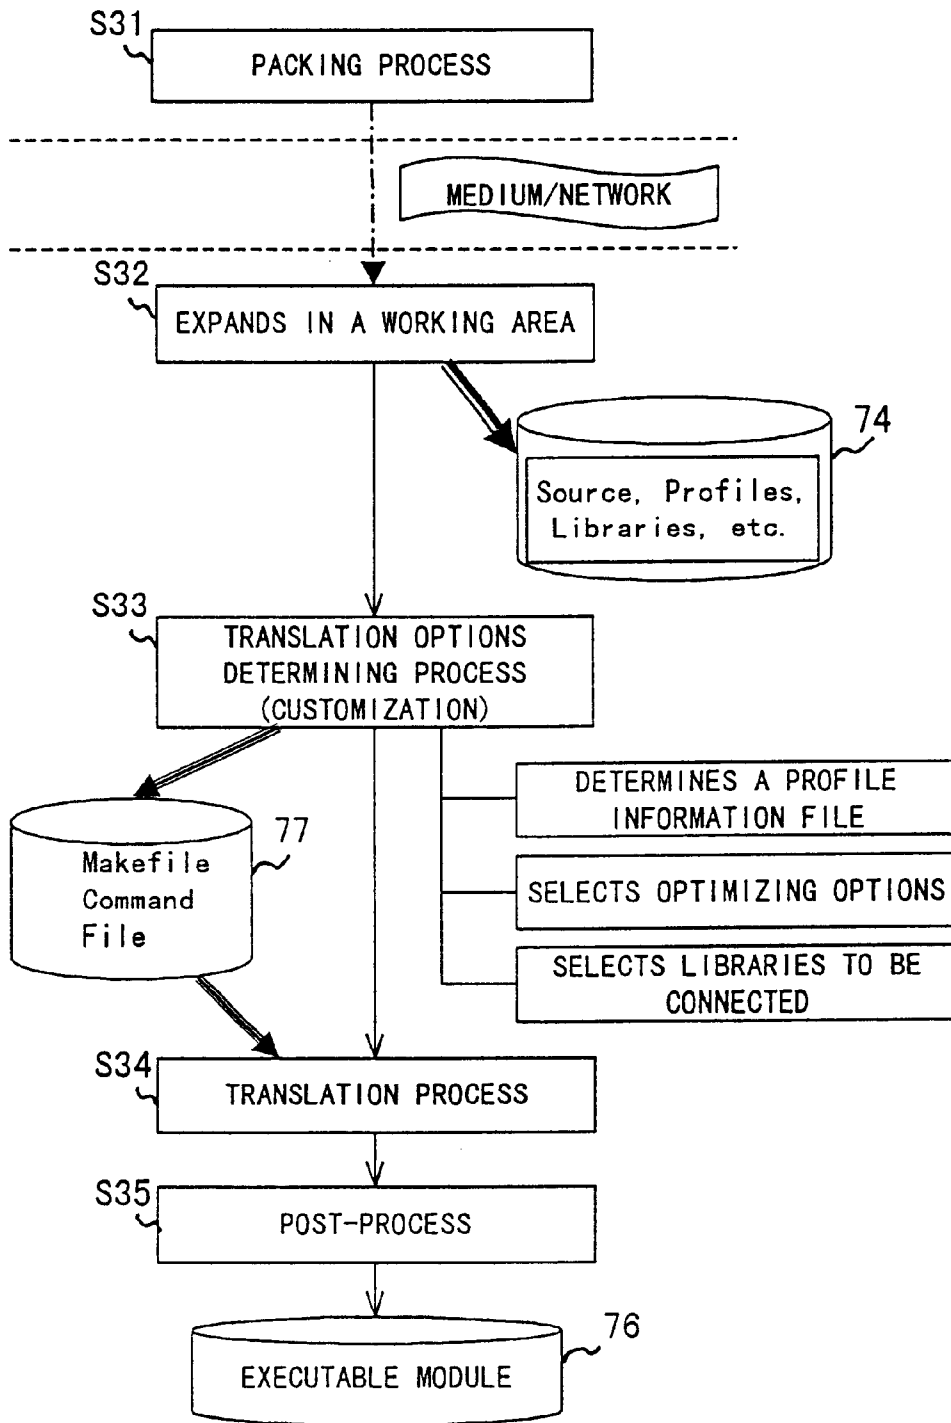 S31
PACKING PROCESS
MEDIUM/NETWORK
S32
EXPANDS IN A WORKING AREA
74
Source, Profiles,
Libraries, etc.
S33
TRANSLATION OPTIONS
DETERMINING PROCESS
(CUSTOMIZATION)
DETERMINES A PROFILE
INFORMATION FILE
77
Makefile
Command
File
SELECTS OPTIMIZING OPTIONS
SELECTS LIBRARIES TO BE
CONNECTED
S34
TRANSLATION PROCESS
S35
POST-PROCESS
76
EXECUTABLE MODULE